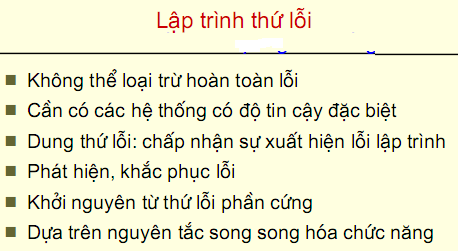 Lập trình thứ lỗi
Không thể loại trừ hoàn toàn lỗi
Cần có các hệ thống có độ tin cậy đặc biệt
Dung thứ lỗi: chấp nhận sự xuất hiện lỗi lập trình
Phát hiện, khắc phục lỗi
Khởi nguyên từ thứ lỗi phần cứng
Dựa trên nguyên tắc song song hóa chức năng